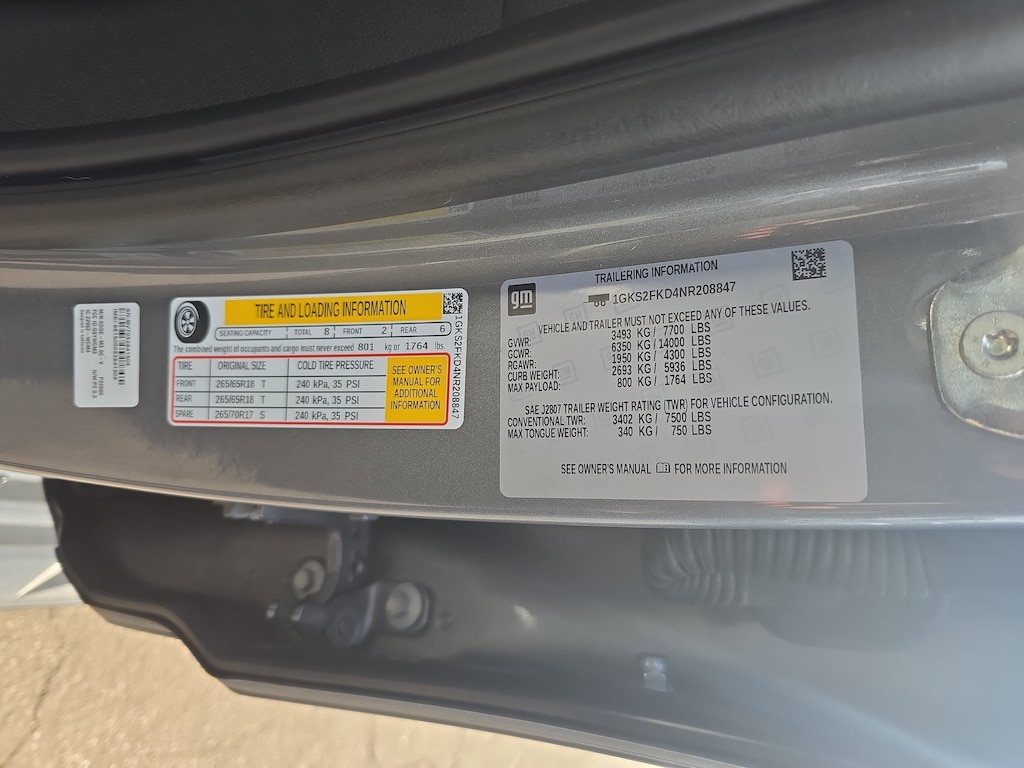 TIRE AND LOADING INFORMATION
SEATING CAPACITY TOTAL 8 FRONT 2 REAR 6
The combined weight of occupants and cargo must never exceed 801 kg or 1764 lbs.
TIRE ORIGINAL SIZE COLD TIRE PRESSURE
FRONT 265/65R18 T 240 kPa, 35 PSI
REAR 265/65R18 T 240 kPa, 35 PSI
SPARE 265/70R17 S 240 kPa, 35 PSI
SEE OWNER'S
MANUAL FOR
ADDITIONAL
INFORMATION
1GKS2FKD4NR208847
gm
TRAILERING INFORMATION
1GKS2FKD4NR208847
VEHICLE AND TRAILER MUST NOT EXCEED ANY OF THESE VALUES.
GVWR: 3493 KG / 7700 LBS
GCWR: 6350 KG / 14000 LBS
RGAWR: 1950 KG / 4300 LBS
CURB WEIGHT: 2693 KG / 5936 LBS
MAX PAYLOAD: 800 KG / 1764 LBS
SAE J2807 TRAILER WEIGHT RATING (TWR) FOR VEHICLE CONFIGURATION.
CONVENTIONAL TWR: 3402 KG / 7500 LBS
MAX TONGUE WEIGHT: 340 KG / 750 LBS
SEE OWNER'S MANUAL FOR MORE INFORMATION